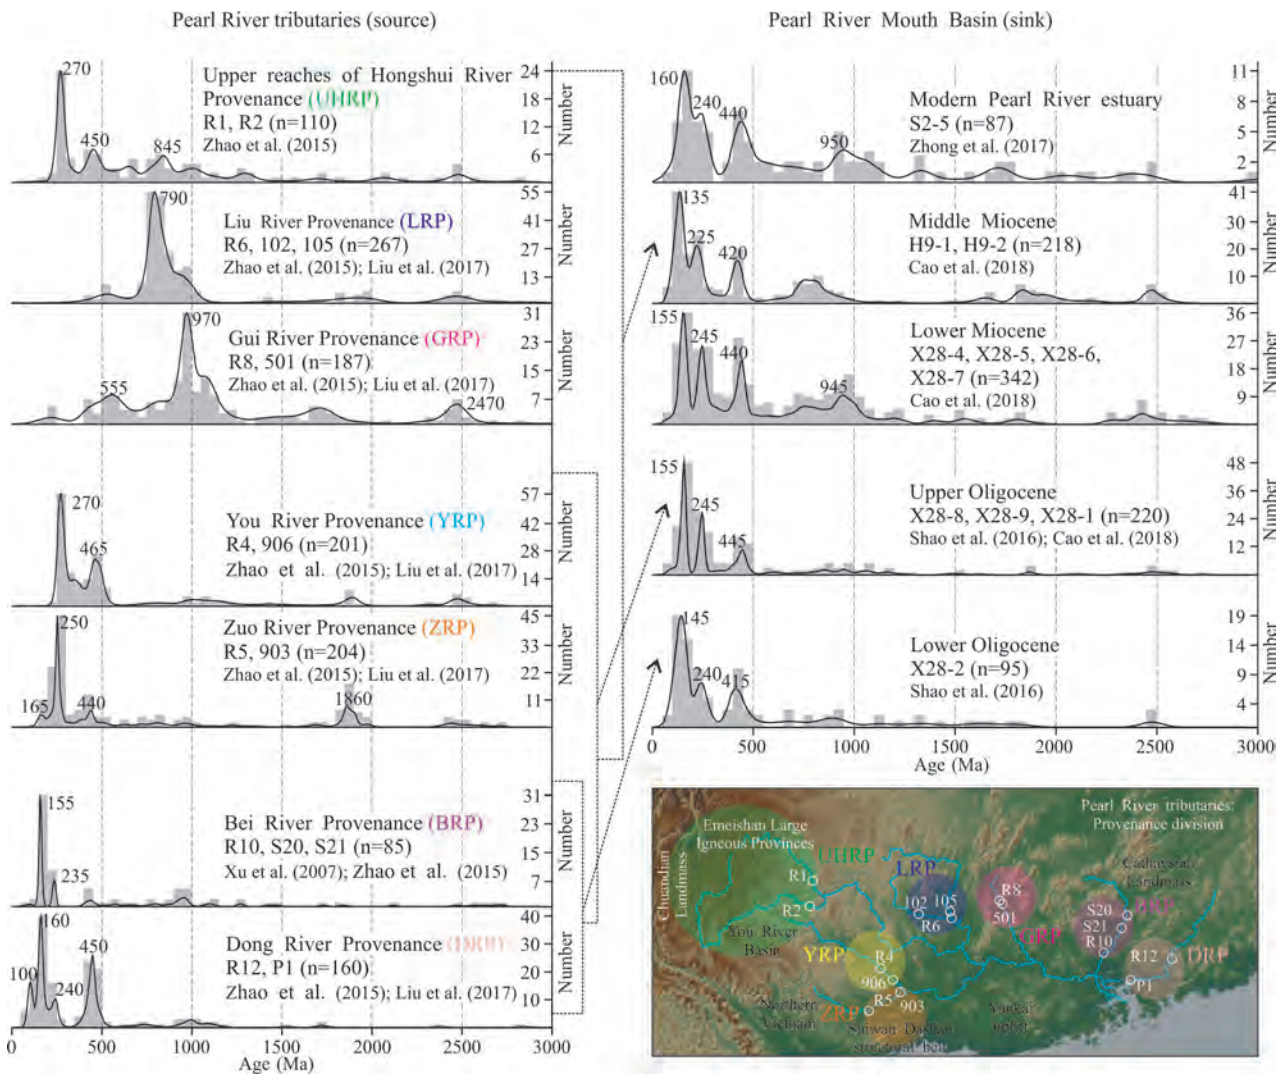 Pearl River tributaries (source)
270
450
845
Upper reaches of Hongshui River
Provenance (UHRP)
R1, R2 (n=110)
Zhao et al. (2015)
24
18
12
6
Number
790
Liu River Provenance (LRP)
R6, 102, 105 (n=267)
Zhao et al. (2015); Liu et al. (2017)
55
41
27
13
Number
970
555
2470
Gui River Provenance (GRP)
R8, 501 (n=187)
Zhao et al. (2015); Liu et al. (2017)
31
23
15
7
Number
270
465
You River Provenance (YRP)
R4, 906 (n=201)
Zhao et al. (2015); Liu et al. (2017)
57
42
28
14
Number
250
165
440
1860
Zuo River Provenance (ZRP)
R5, 903 (n=204)
Zhao et al. (2015); Liu et al. (2017)
45
34
22
11
Number
155
235
Bei River Provenance (BRP)
R10, S20, S21 (n=85)
Xu et al. (2007); Zhao et al. (2015)
31
23
15
7
Number
160
100
240
450
Dong River Provenance (DRP)
R12, P1 (n=160)
Zhao et al. (2015); Liu et al. (2017)
40
30
20
10
Number
0 500 1000 1500 2000 2500 3000
Age (Ma)
Pearl River Mouth Basin (sink)
160
240
440
950
Modern Pearl River estuary
S2-5 (n=87)
Zhong et al. (2017)
11
8
5
2
Number
135
225
420
Middle Miocene
H9-1, H9-2 (n=218)
Cao et al. (2018)
41
30
20
10
Number
155
245
440
945
Lower Miocene
X28-4, X28-5, X28-6,
X28-7 (n=342)
Cao et al. (2018)
36
27
18
9
Number
155
245
445
Upper Oligocene
X28-8, X28-9, X28-1 (n=220)
Shao et al. (2016); Cao et al. (2018)
48
36
24
12
Number
145
240
415
Lower Oligocene
X28-2 (n=95)
Shao et al. (2016)
19
14
9
4
Number
0 500 1000 1500 2000 2500 3000
Age (Ma)
Pearl River tributaries:
Provenance division
Emeishan Large
Igneous Provinces
Chuandian
Landmass
UHRP
R1
R2
You River
Basin
LRP
102
105
R6
R8
501
GRP
Cathaysian
Landmass
S20
BRP
S21
R10
R12
DRP
P1
YRP
R4
906
R5
903
ZRP
Northern
Vietnam
Shiwan Dashan
structural belt
Yunkai
uplift